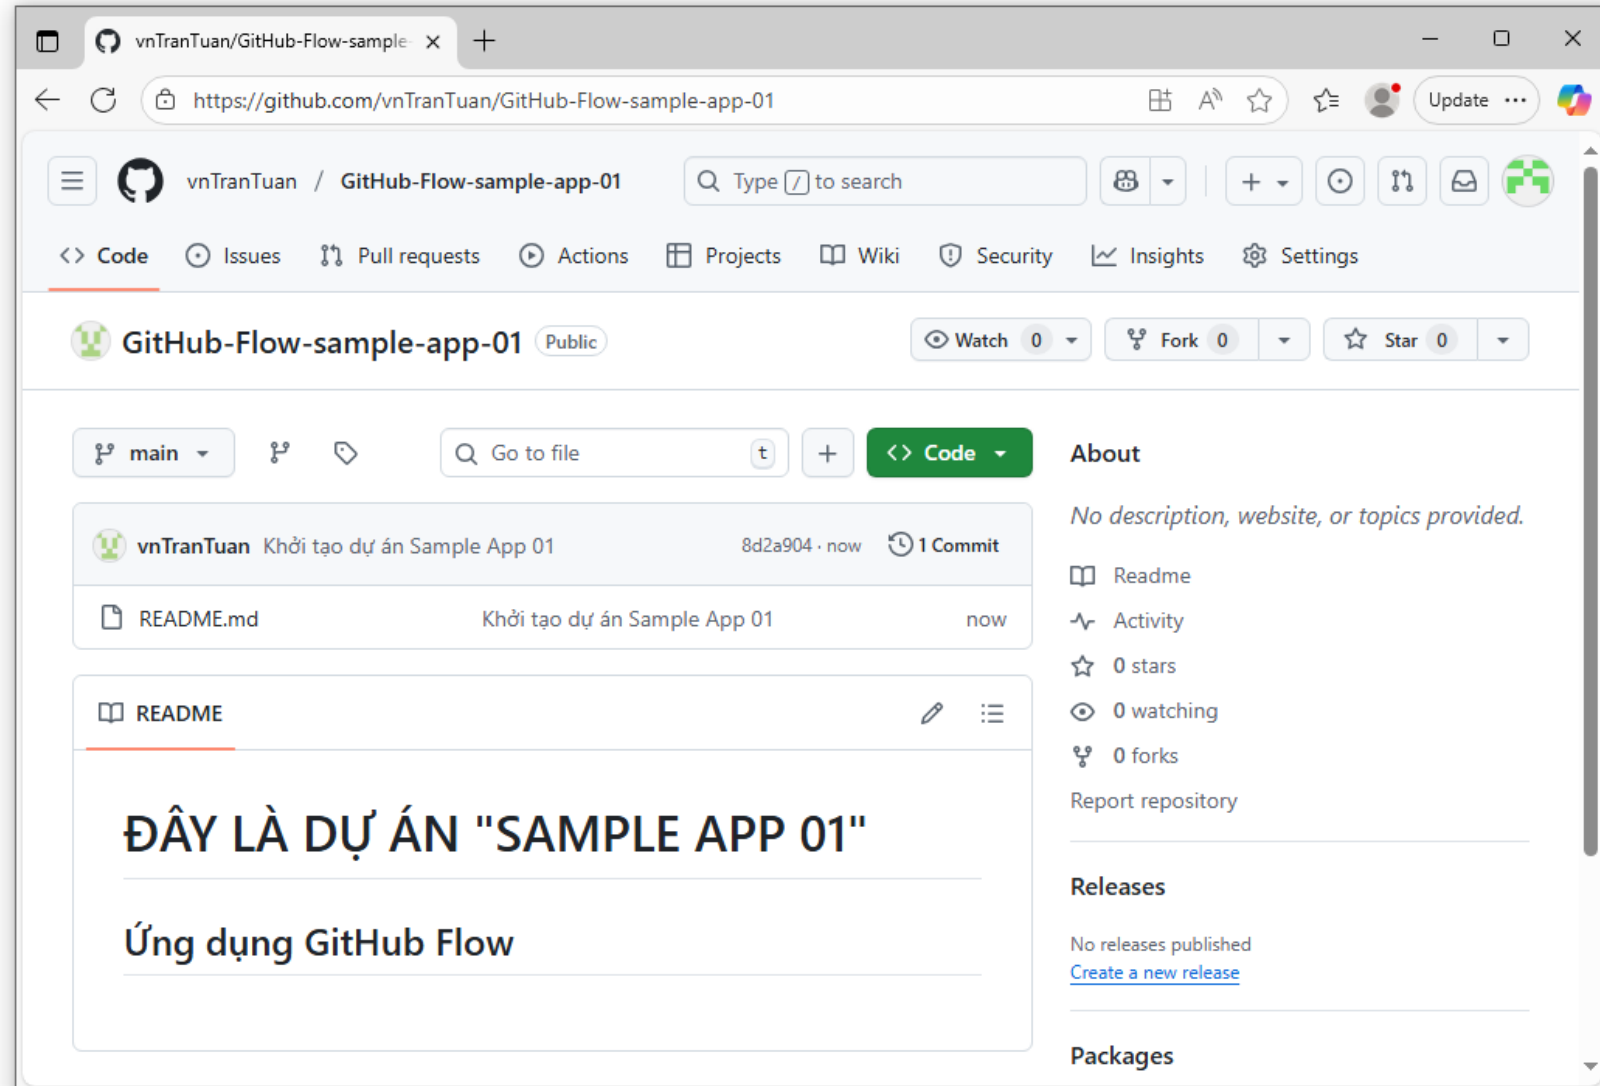 vnTranTuan/GitHub-Flow-sample-
https://github.com/vnTranTuan/GitHub-Flow-sample-app-01
Update
vnTranTuan / GitHub-Flow-sample-app-01
Type / to search
Code Issues Pull requests Actions Projects Wiki Security Insights Settings
GitHub-Flow-sample-app-01 Public
Watch 0 Fork 0 Star 0
main
Go to file t
Code
vnTranTuan Khởi tạo dự án Sample App 01 8d2a904 · now 1 Commit
README.md Khởi tạo dự án Sample App 01 now
README
ĐÂY LÀ DỰ ÁN "SAMPLE APP 01"
Ứng dụng GitHub Flow
About
No description, website, or topics provided.
Readme
Activity
0 stars
0 watching
0 forks
Report repository
Releases
No releases published
Create a new release
Packages